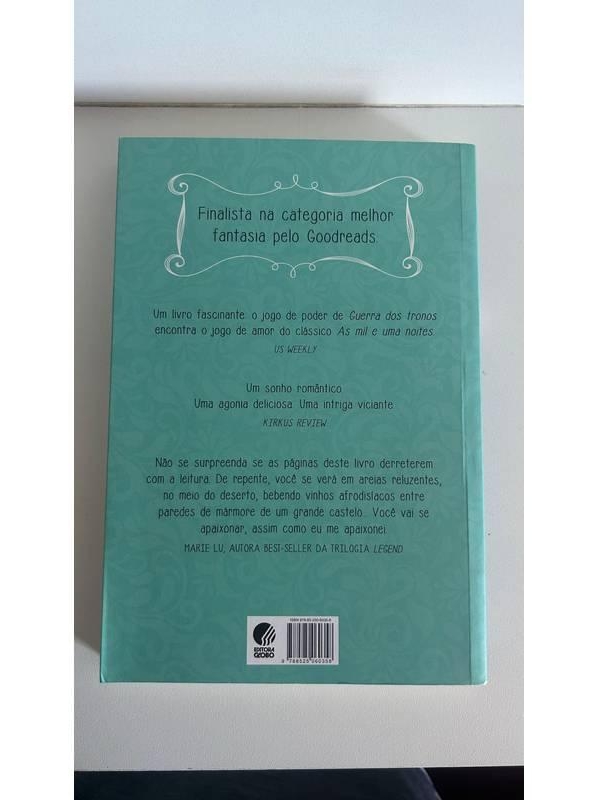 Finalista na categoria melhor
fantasia pelo Goodreads.
Um livro fascinante: o jogo de poder de Guerra dos tronos
encontra o jogo de amor do clássico As mil e uma noites.
US WEEKLY
Um sonho romântico.
Uma agonia deliciosa. Uma intriga viciante.
KIRKUS REVIEW
Não se surpreenda se as páginas deste livro derreterem
com a leitura. De repente, você se verá em areias reluzentes,
no meio do deserto, bebendo vinhos afrodisíacos entre
paredes de mármore de um grande castelo... Você vai se
apaixonar, assim como eu me apaixonei.
MARIE LU, AUTORA BEST-SELLER DA TRILOGIA LEGEND.
EDITORA
GLOBO